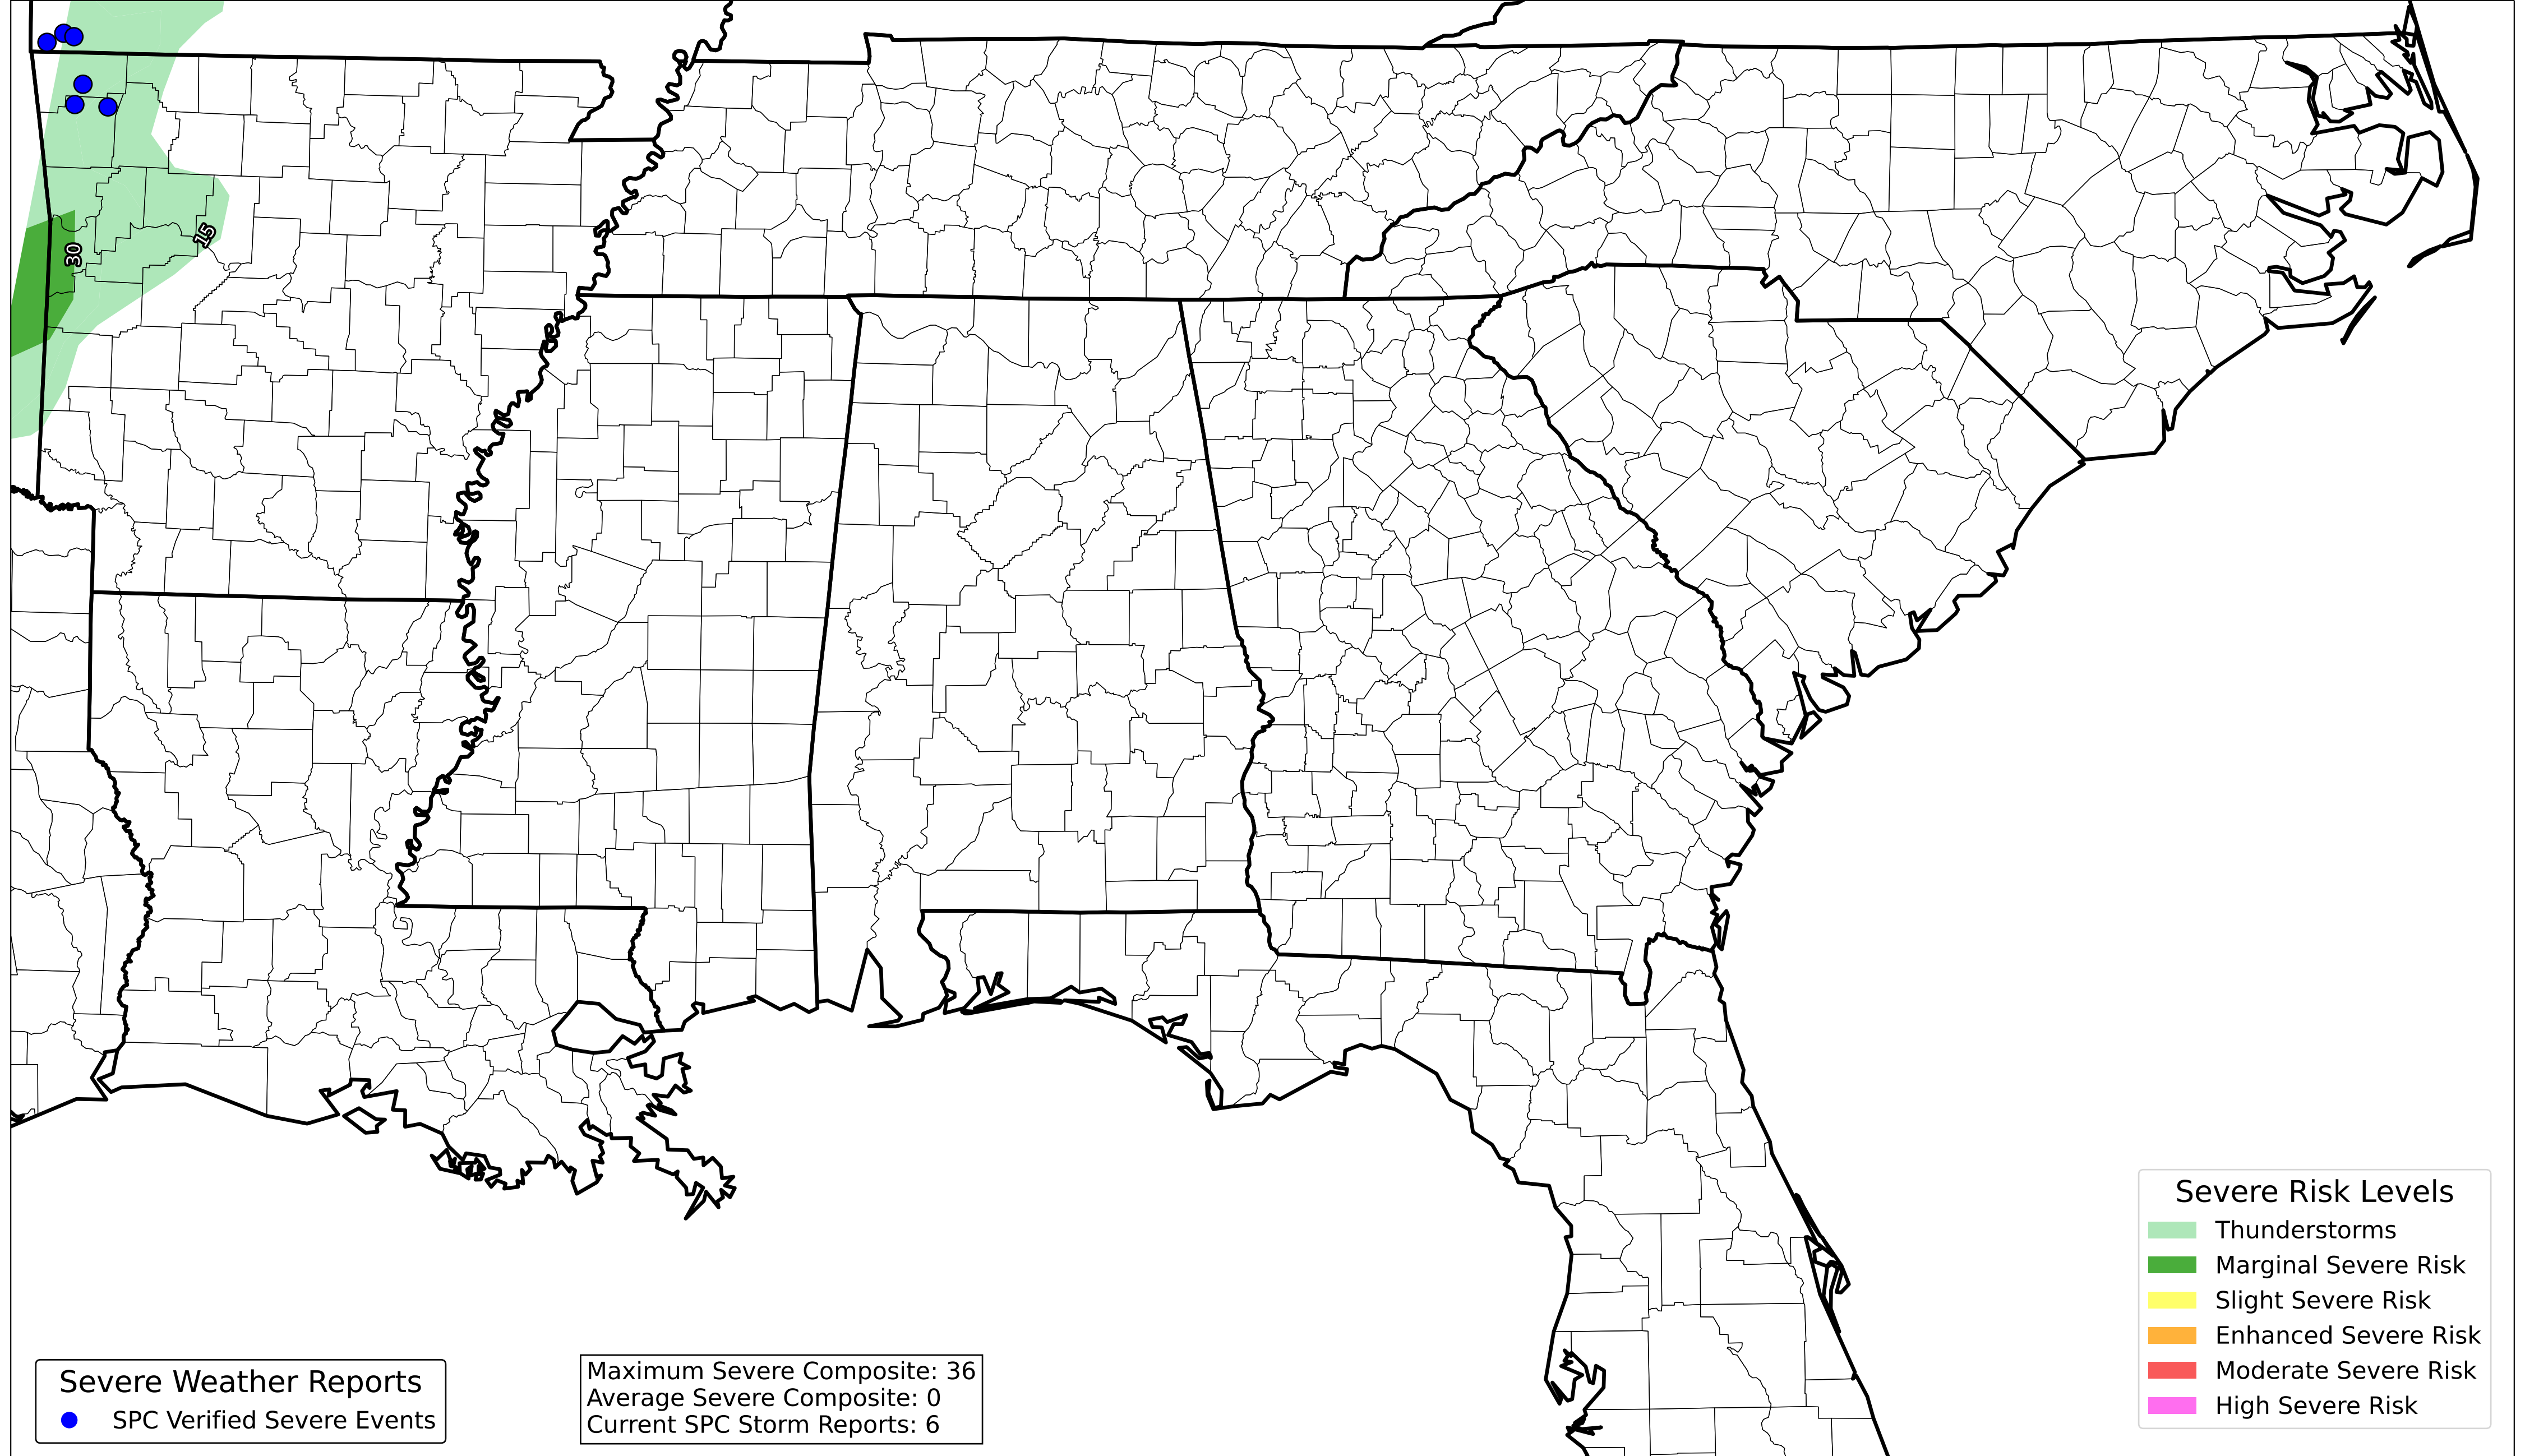 15
30
Severe Weather Reports
SPC Verified Severe Events
Maximum Severe Composite: 36
Average Severe Composite: 0
Current SPC Storm Reports: 6
Severe Risk Levels
Thunderstorms
Marginal Severe Risk
Slight Severe Risk
Enhanced Severe Risk
Moderate Severe Risk
High Severe Risk